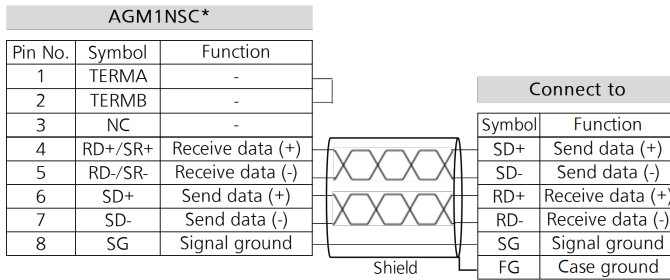 AGM1NSC*
Pin No. Symbol Function
1 TERMA -
2 TERMB -
3 NC -
4 RD+/SR+ Receive data (+)
5 RD-/SR- Receive data (-)
6 SD+ Send data (+)
7 SD- Send data (-)
8 SG Signal ground
Shield
Connect to
Symbol Function
SD+ Send data (+)
SD- Send data (-)
RD+ Receive data (+)
RD- Receive data (-)
SG Signal ground
FG Case ground